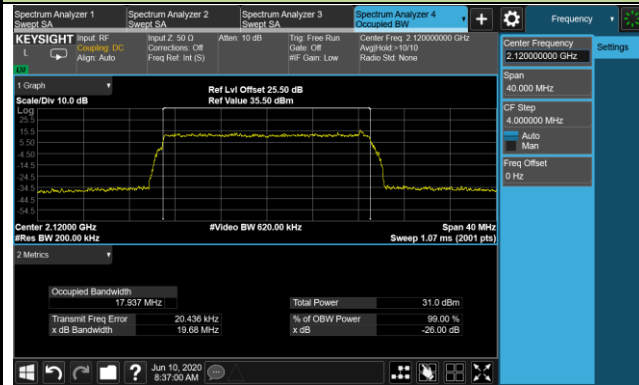 Spectrum Analyzer 1
Swept SA
Spectrum Analyzer 2
Swept SA
Spectrum Analyzer 3
Swept SA
Spectrum Analyzer 4
Occupied BW
Frequency
KEYSIGHT
L
Input: RF
Coupling: DC
Align: Auto
Input Z: 50 Ω
Corrections: Off
Freq Ref: Int (S)
Atten: 10 dB
Trig: Free Run
Gate: Off
#IF Gain: Low
Center Freq: 2.120000000 GHz
Avg|Hold:>10/10
Radio Std: None
1 Graph
Scale/Div 10.0 dB
Ref Lvl Offset 25.50 dB
Ref Value 35.50 dBm
Log
25.5
15.5
5.50
-4.50
-14.5
-24.5
-34.5
-44.5
-54.5
Center 2.12000 GHz
#Res BW 200.00 kHz
#Video BW 620.00 kHz
Span 40 MHz
Sweep 1.07 ms (2001 pts)
2 Metrics
Occupied Bandwidth
17.937 MHz
Transmit Freq Error 20.436 kHz
x dB Bandwidth 19.68 MHz
Total Power 31.0 dBm
% of OBW Power 99.00 %
x dB -26.00 dB
Center Frequency
2.120000000 GHz
Span
40.000 MHz
CF Step
4.000000 MHz
Auto
Man
Freq Offset
0 Hz
Settings
Jun 10, 2020
8:37:00 AM